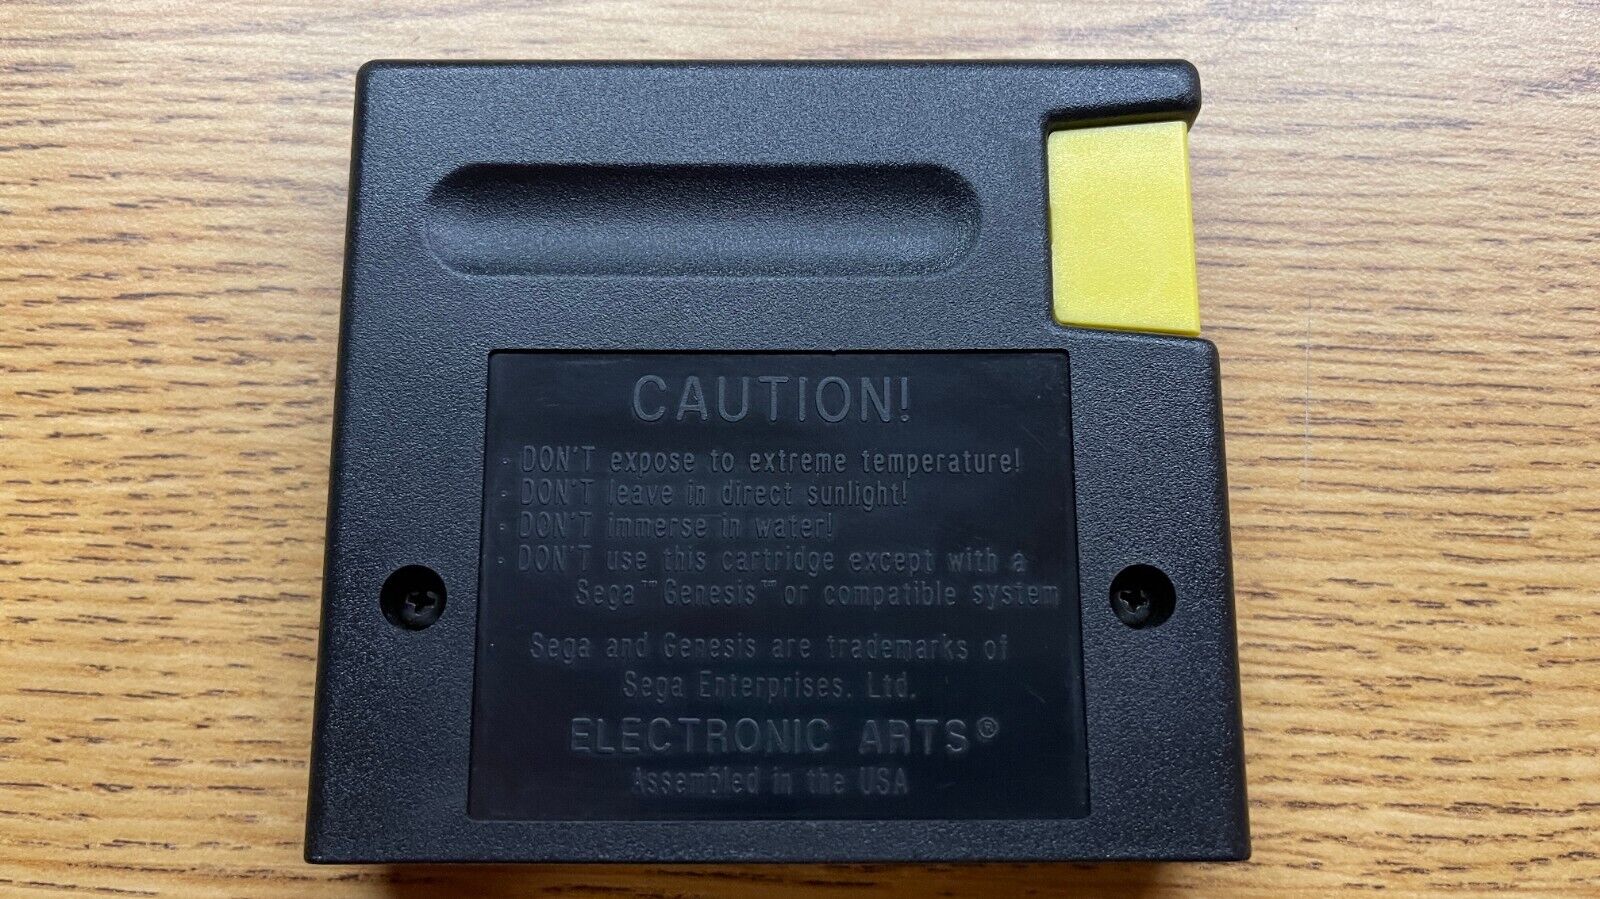 CAUTION!
· DON'T expose to extreme temperature!
· DON'T leave in direct sunlight!
· DON'T immerse in water!
· DON'T use this cartridge except with a
Sega™ Genesis™ or compatible system
Sega and Genesis are trademarks of
Sega Enterprises, Ltd.
ELECTRONIC ARTS®
Assembled in the USA